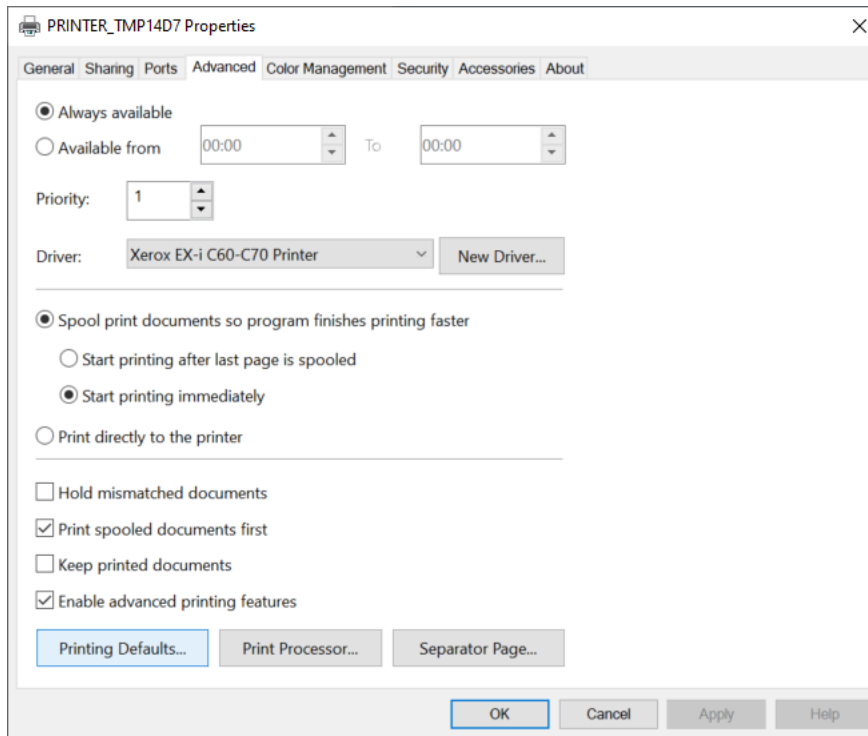 PRINTER_TMP14D7 Properties
General Sharing Ports Advanced Color Management Security Accessories About
Always available
Available from 00:00 To 00:00
Priority: 1
Driver: Xerox EX-i C60-C70 Printer New Driver...
Spool print documents so program finishes printing faster
Start printing after last page is spooled
Start printing immediately
Print directly to the printer
Hold mismatched documents
Print spooled documents first
Keep printed documents
Enable advanced printing features
Printing Defaults... Print Processor... Separator Page...
OK Cancel Apply Help